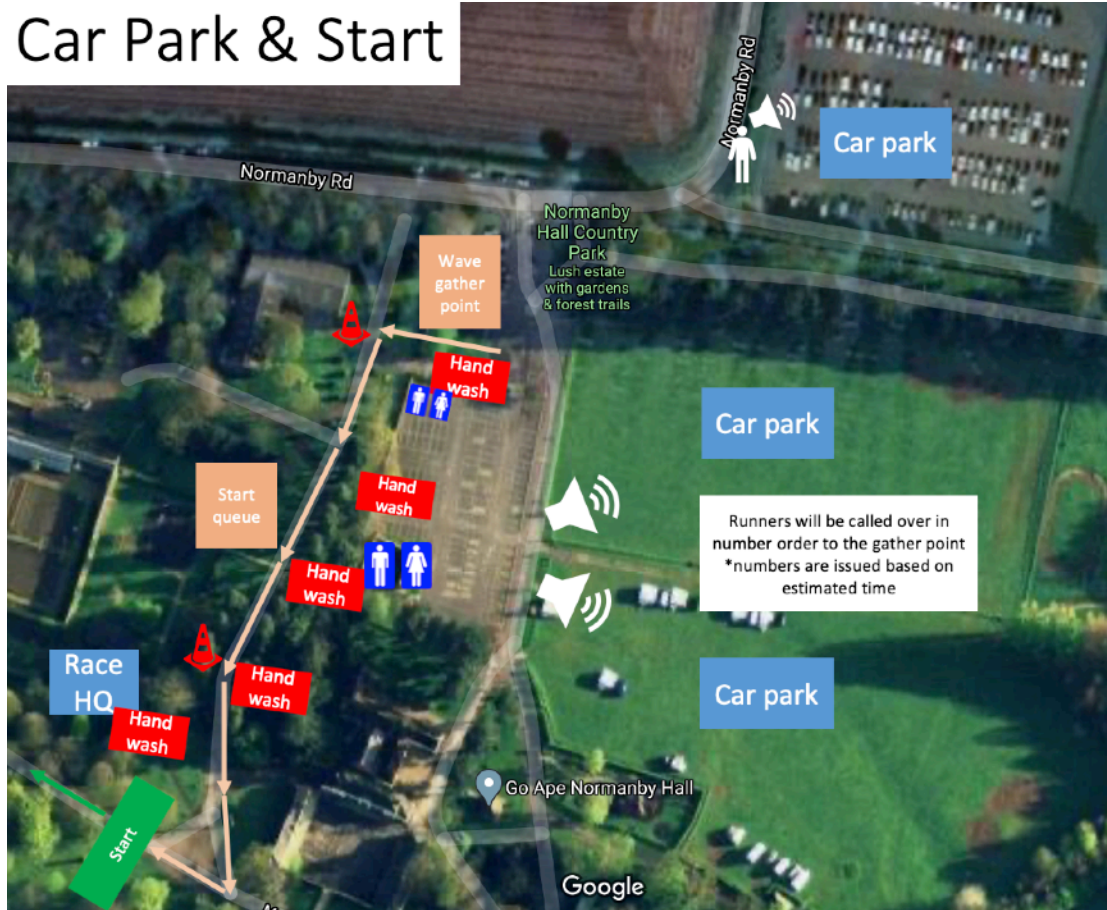 Car Park & Start
Normanby Rd
Car park
Normanby Rd
Normanby
Hall Country
Park
Lush estate
with gardens
& forest trails
Wave
gather
point
Hand
wash
Car park
Start
queue
Hand
wash
Runners will be called over in
number order to the gather point
*numbers are issued based on
estimated time
Hand
wash
Race
HQ
Hand
wash
Car park
Hand
wash
Go Ape Normanby Hall
Start
Google